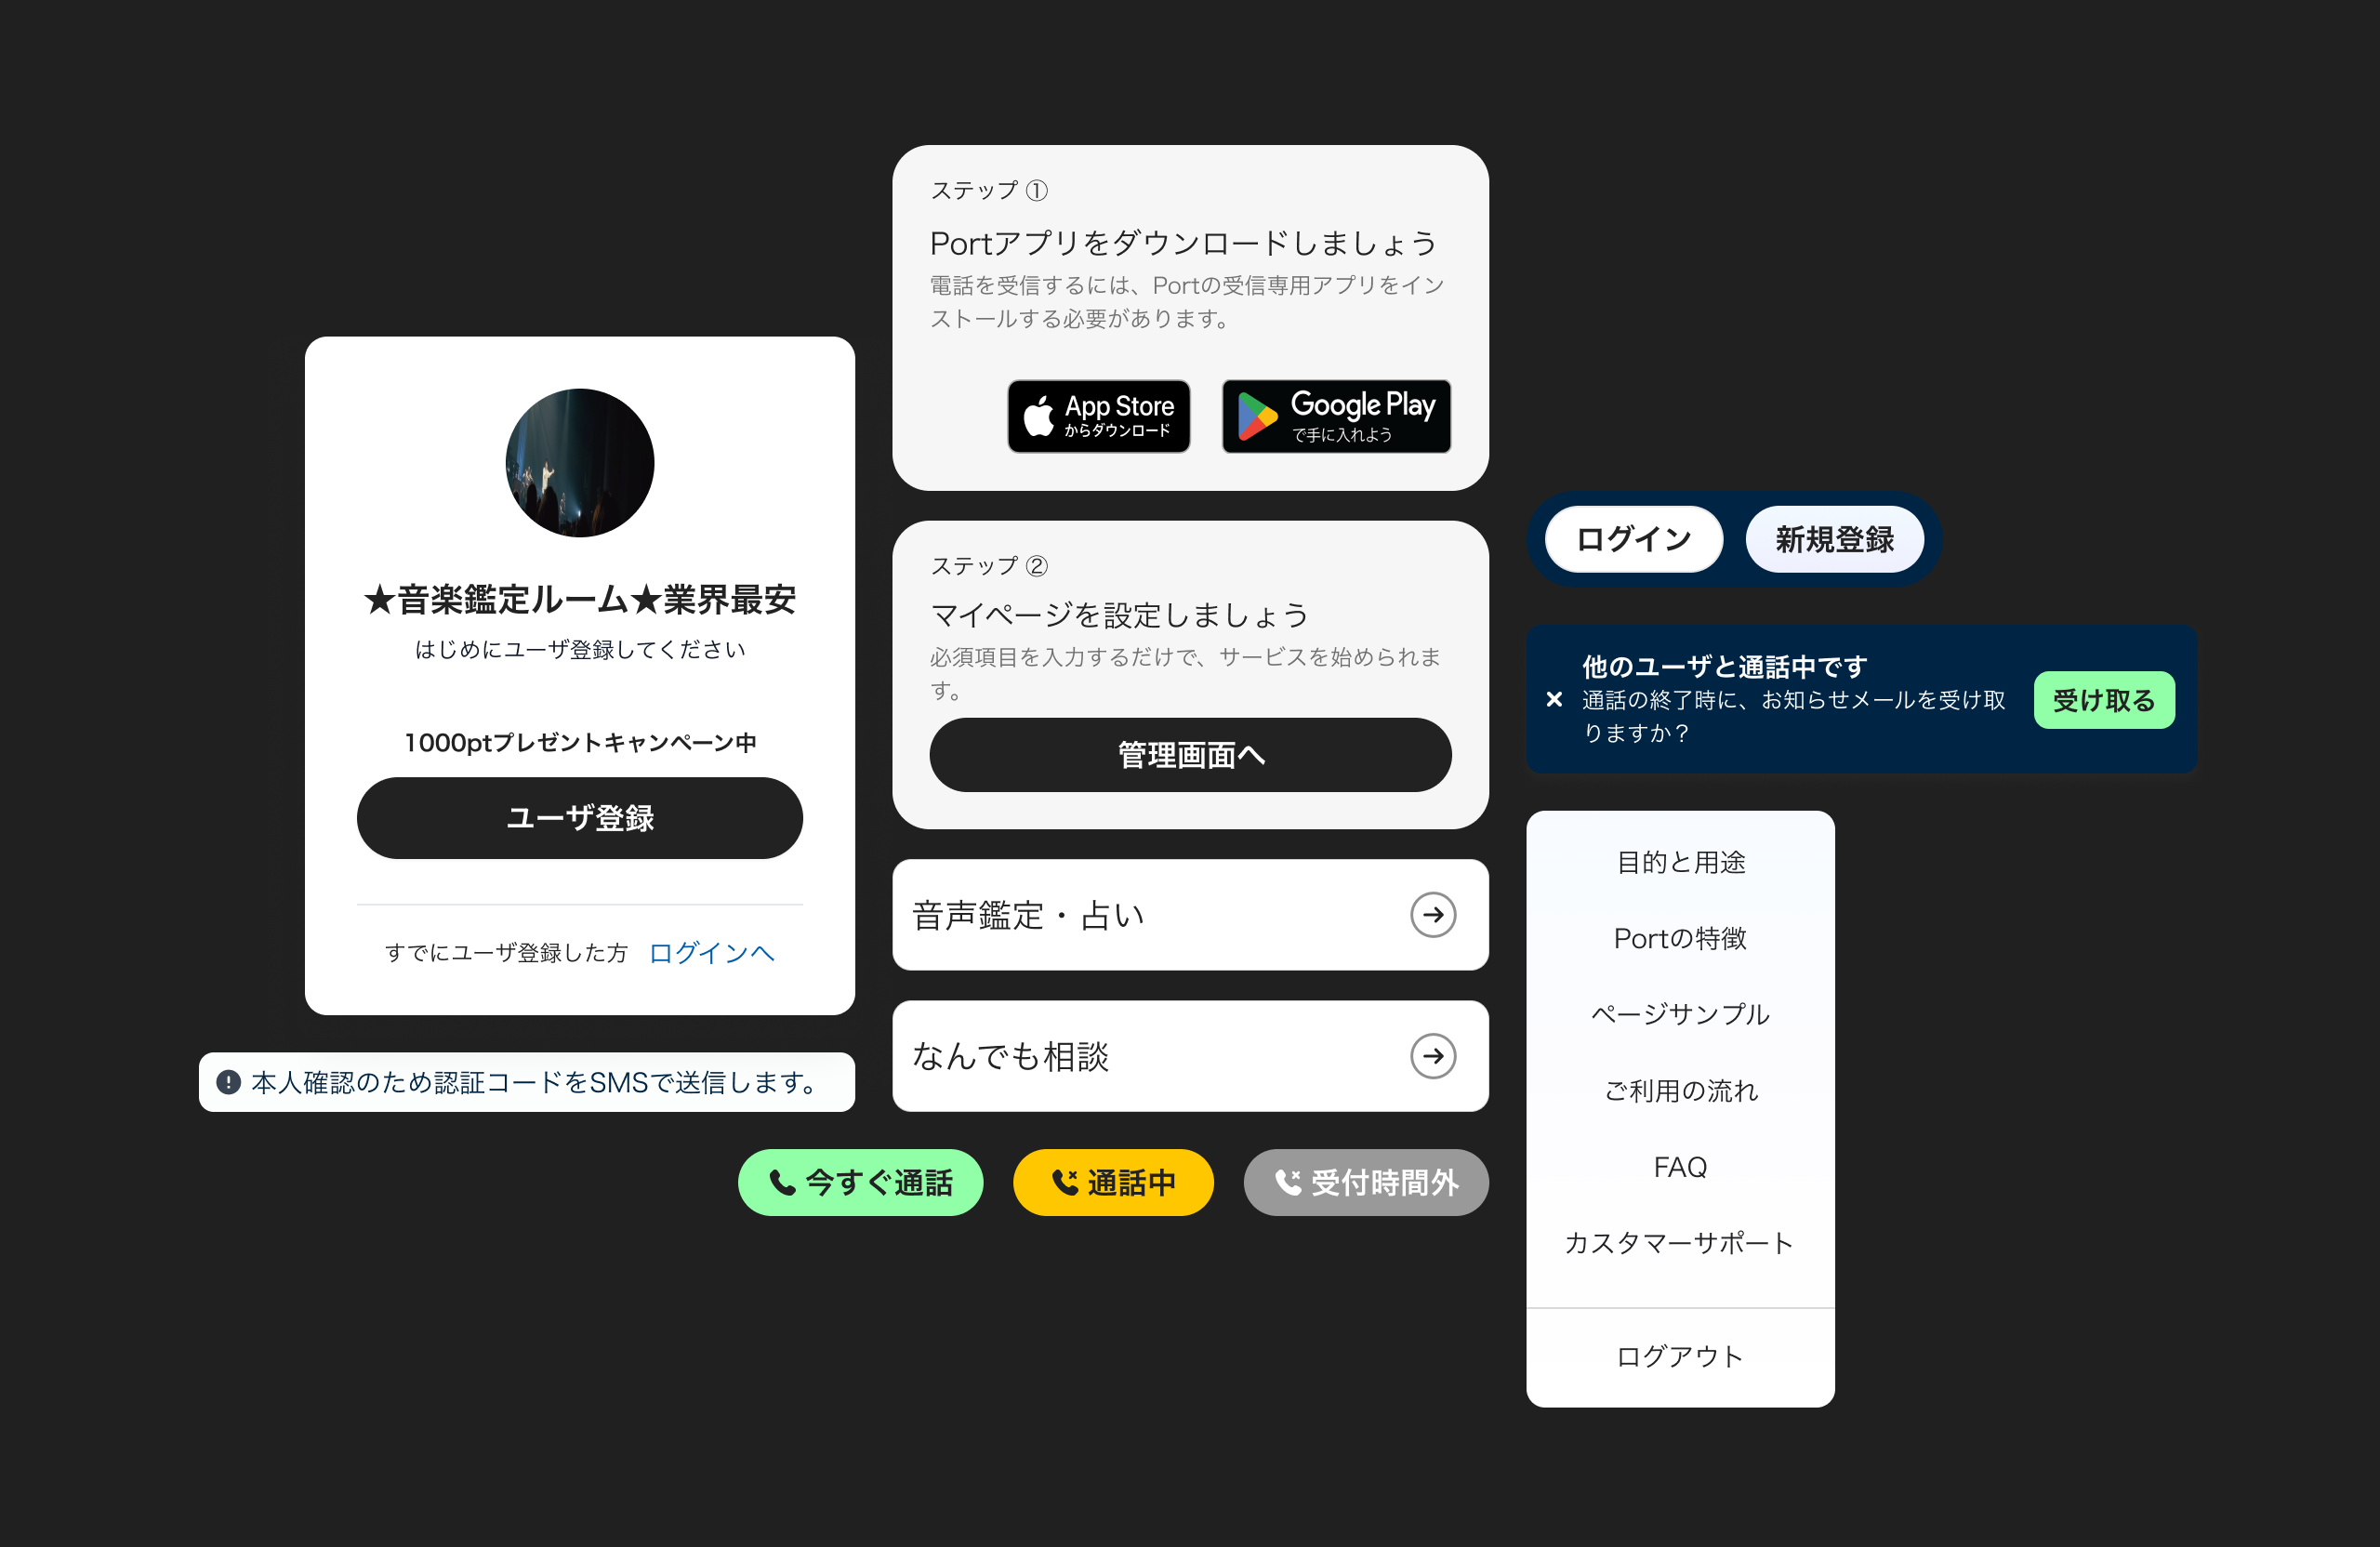 ★音楽鑑定ルーム★業界最安
はじめにユーザ登録してください
1000ptプレゼントキャンペーン中
ユーザ登録
すでにユーザ登録した方 ログインへ
本人確認のため認証コードをSMSで送信します。
ステップ ①
Portアプリをダウンロードしましょう
電話を受信するには、Portの受信専用アプリをイン
ストールする必要があります。
App Store
からダウンロード
Google Play
で手に入れよう
ステップ ②
マイページを設定しましょう
必須項目を入力するだけで、サービスを始められま
す。
管理画面へ
音声鑑定・占い
なんでも相談
今すぐ通話
通話中
受付時間外
ログイン
新規登録
他のユーザと通話中です
通話の終了時に、お知らせメールを受け取
りますか？
受け取る
目的と用途
Portの特徴
ページサンプル
ご利用の流れ
FAQ
カスタマーサポート
ログアウト